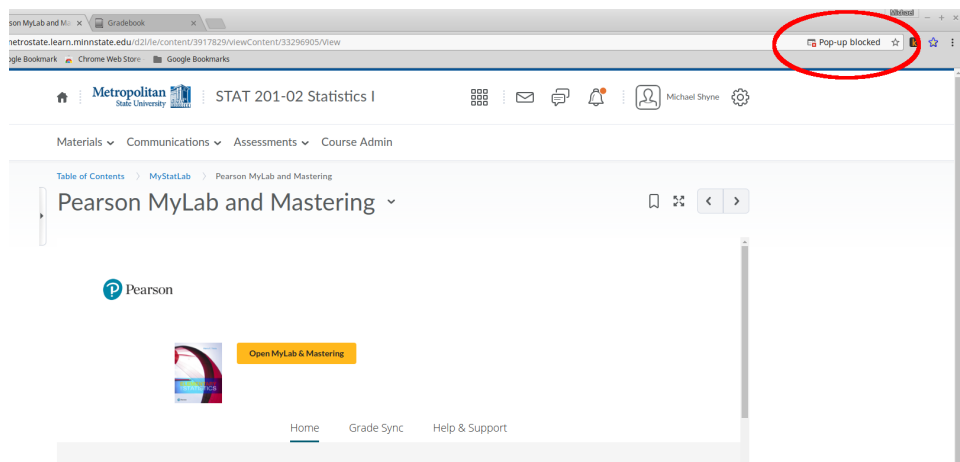 son MyLab and Ma × Gradebook ×
Michael
netrostate.learn.minnstate.edu/d2l/le/content/3917829/viewContent/33296905/View Pop-up blocked
ogle Bookmark Chrome Web Store Google Bookmarks
Metropolitan
State University
STAT 201-02 Statistics I
Michael Shyne
Materials Communications Assessments Course Admin
Table of Contents MyStatLab Pearson MyLab and Mastering
Pearson MyLab and Mastering
Pearson
Open MyLab & Mastering
STATISTICS
Home Grade Sync Help & Support